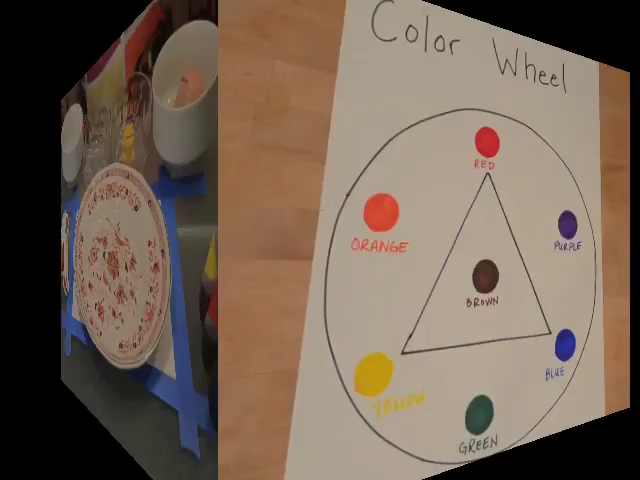 Color Wheel
RED
ORANGE
PURPLE
BROWN
BLUE
YELLOW
GREEN